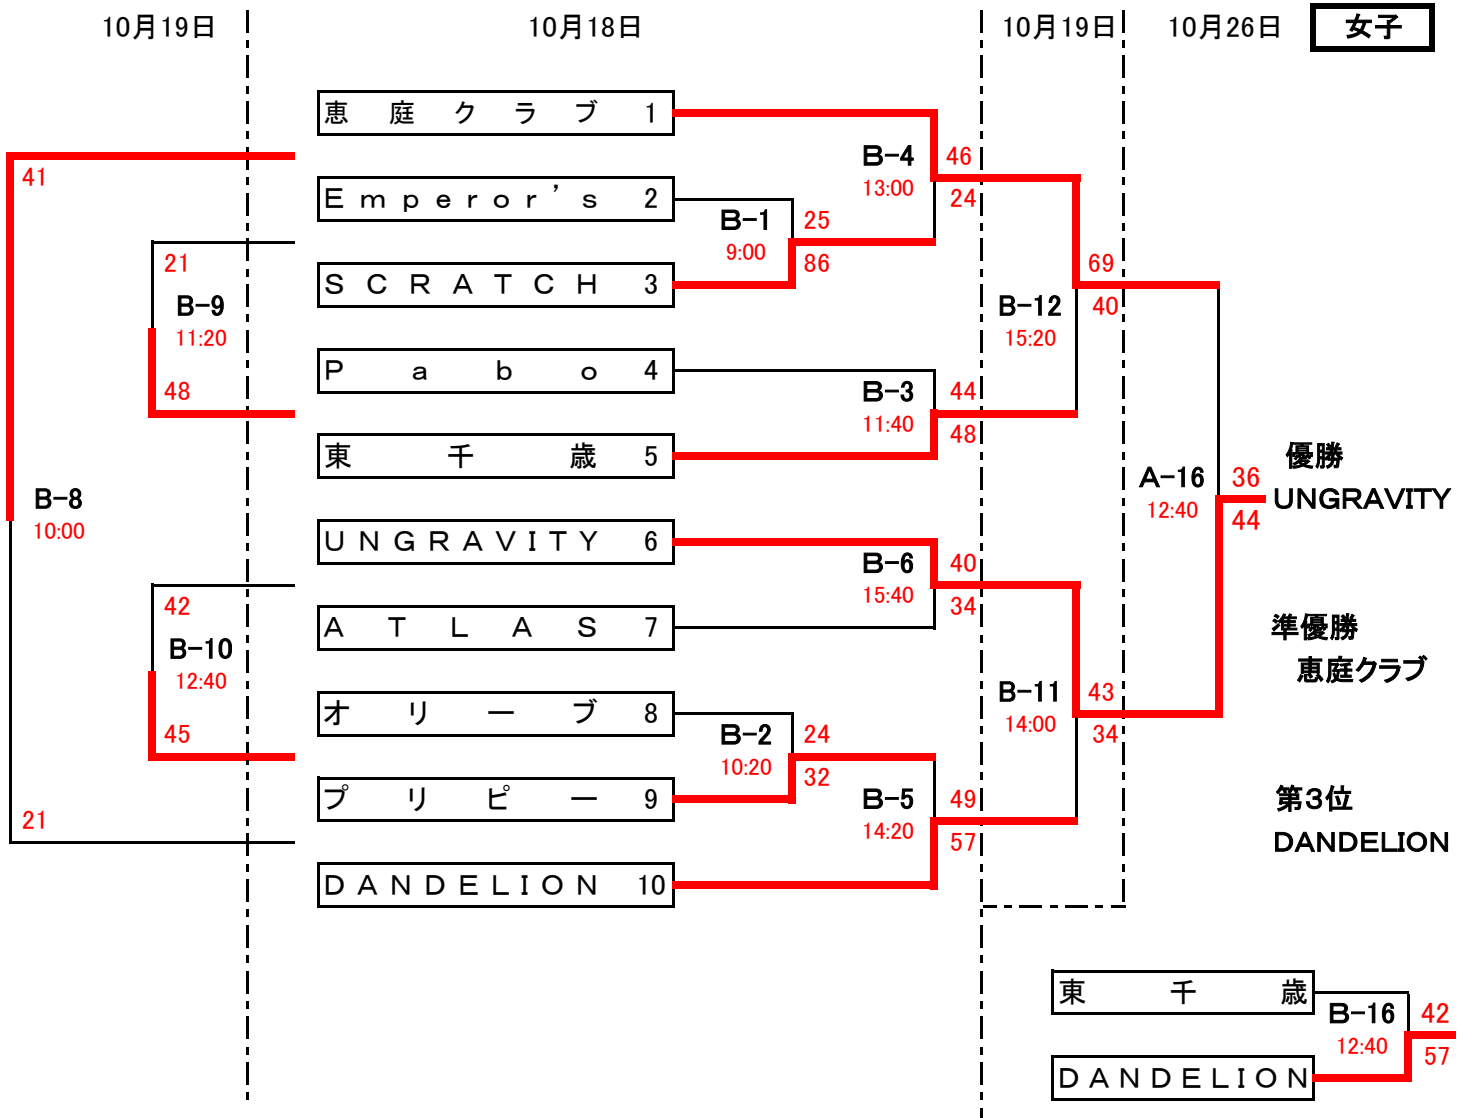 10月19日 10月18日 10月19日 10月26日 女子
恵庭クラブ 1
B-4 46
41
13:00 24
Emperor's 2
B-1 25
9:00 86
21
69
SCRATCH 3
B-9 B-12 40
11:20 15:20
Pabo 4
48 B-3 44
11:40 48
東千歳 5
優勝
A-16 36
B-8 UNGRAVITY
12:40 44
10:00
UNGRAVITY 6
B-6 40
15:40 34
42
ATLAS 7
準優勝
B-10
恵庭クラブ
12:40
B-11 43
オリーブ 8
14:00 34
45 B-2 24
10:20 32
プリピー 9
B-5 49
第3位
21
14:20 57
DANDELION
DANDELION 10
東千歳
B-16 42
12:40 57
DANDELION